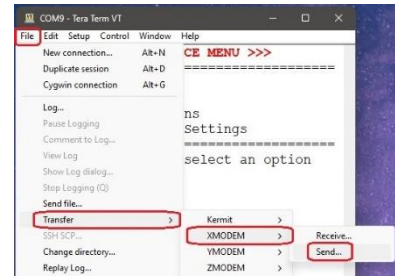 COM9 - Tera Term VT
File Edit Setup Control Window Help
New connection... Alt+N
CE MENU >>>
Duplicate session Alt+D
====================
Cygwin connection Alt+G
Log...
ns
Pause Logging
Settings
Comment to Log...
====================
View Log
select an option
Show Log dialog...
Stop Logging (Q)
Send file...
Transfer >
Kermit >
SSH SCP...
XMODEM >
Receive...
Change directory...
YMODEM >
Send...
Replay Log...
ZMODEM >